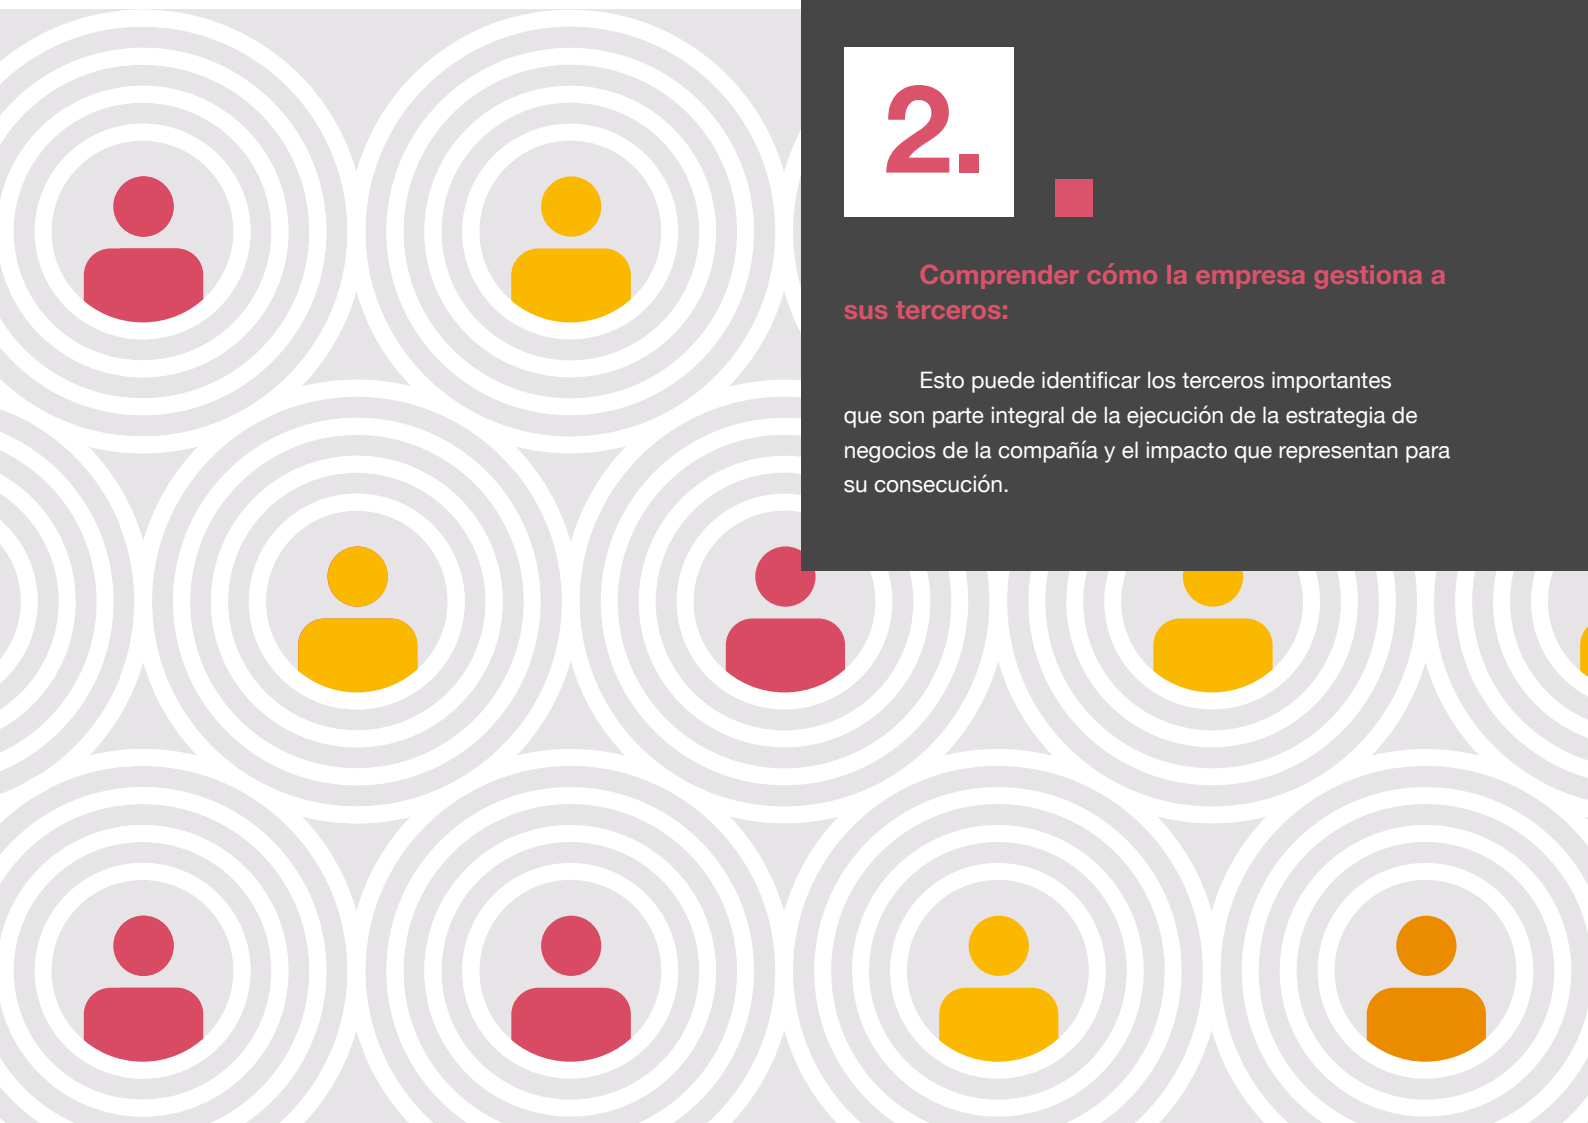 2.
Comprender cómo la empresa gestiona a
sus terceros:
Esto puede identificar los terceros importantes
que son parte integral de la ejecución de la estrategia de
negocios de la compañía y el impacto que representan para
su consecución.